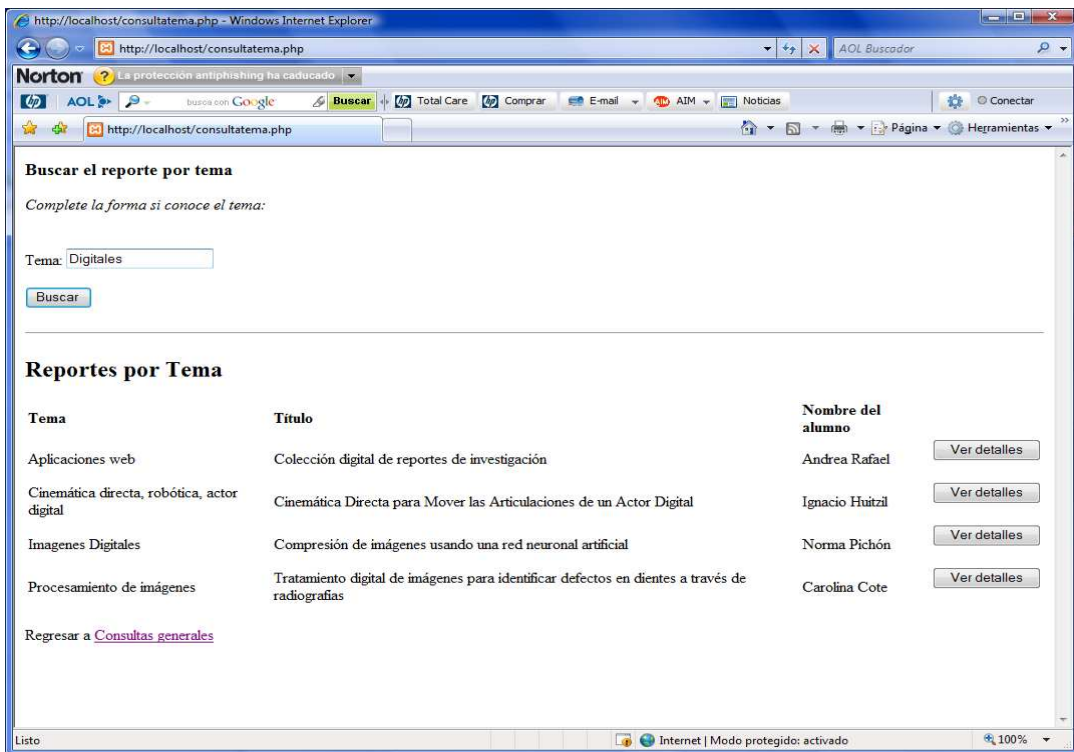 http://localhost/consultatema.php - Windows Internet Explorer
http://localhost/consultatema.php
AOL Buscador
Norton ? La protección antiphishing ha caducado
hp AOL busca con Google Buscar hp Total Care hp Comprar E-mail AIM AIM Noticias Conectar
http://localhost/consultatema.php Página Herramientas
Buscar el reporte por tema
Complete la forma si conoce el tema:
Tema: Digitales
Buscar
Reportes por Tema
Tema Título Nombre del
alumno
Aplicaciones web Colección digital de reportes de investigación Andrea Rafael Ver detalles
Cinemática directa, robótica, actor
digital Cinemática Directa para Mover las Articulaciones de un Actor Digital Ignacio Huitzil Ver detalles
Imagenes Digitales Compresión de imágenes usando una red neuronal artificial Norma Pichón Ver detalles
Procesamiento de imágenes Tratamiento digital de imágenes para identificar defectos en dientes a través de
radiografias Carolina Cote Ver detalles
Regresar a Consultas generales
Listo Internet | Modo protegido: activado 100%